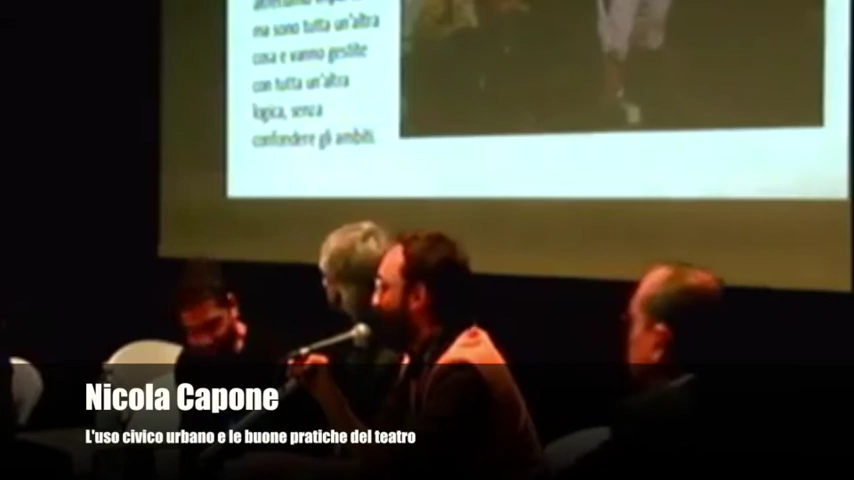 ma sono tutta un'altra
cosa e vanno gestite
con tutta un'altra
logica, senza
confondere gli ambiti.
Nicola Capone
L'uso civico urbano e le buone pratiche del teatro